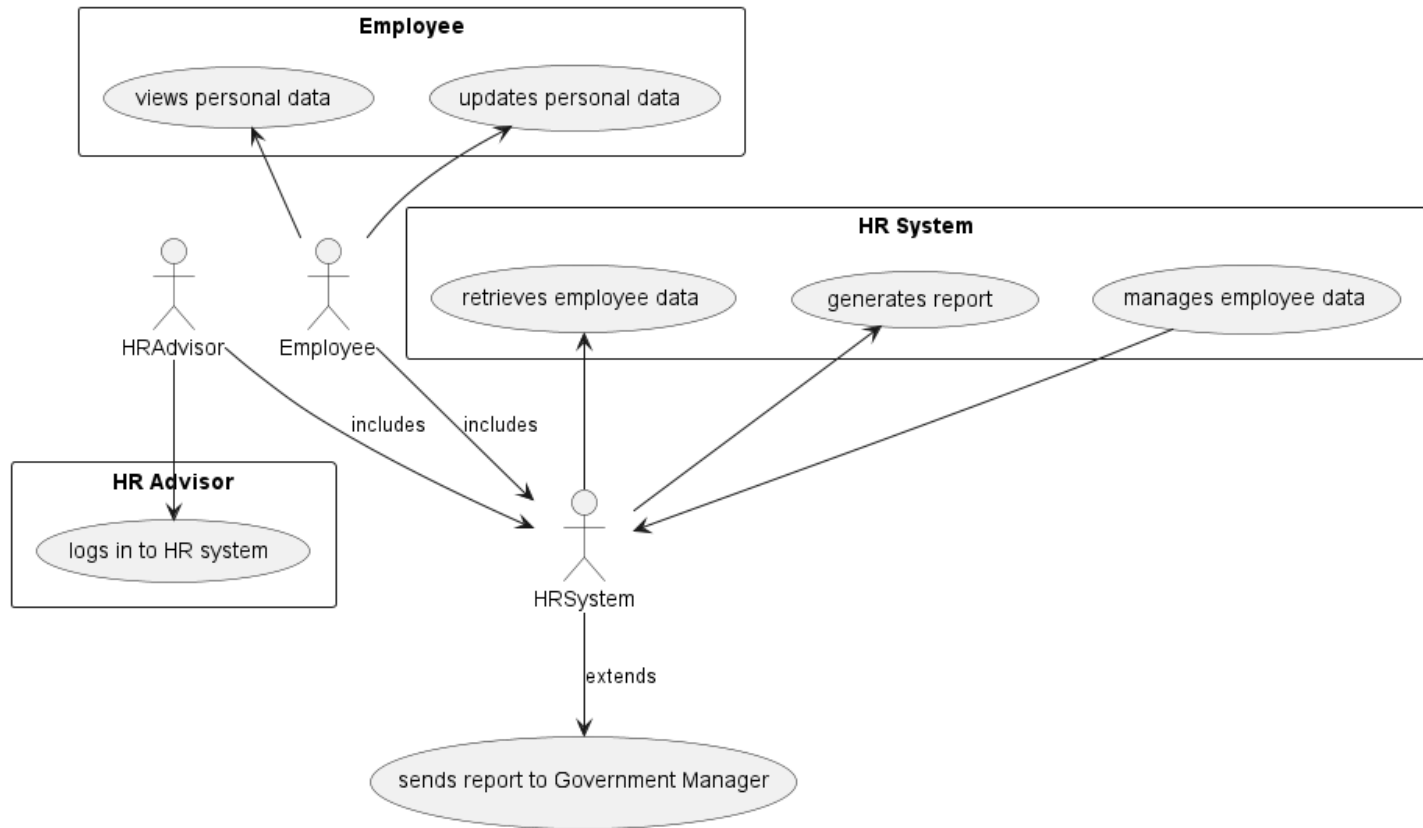 Employee
views personal data
updates personal data
HR System
retrieves employee data
generates report
manages employee data
HRAdvisor
Employee
includes
includes
HR Advisor
logs in to HR system
HRSystem
extends
sends report to Government Manager